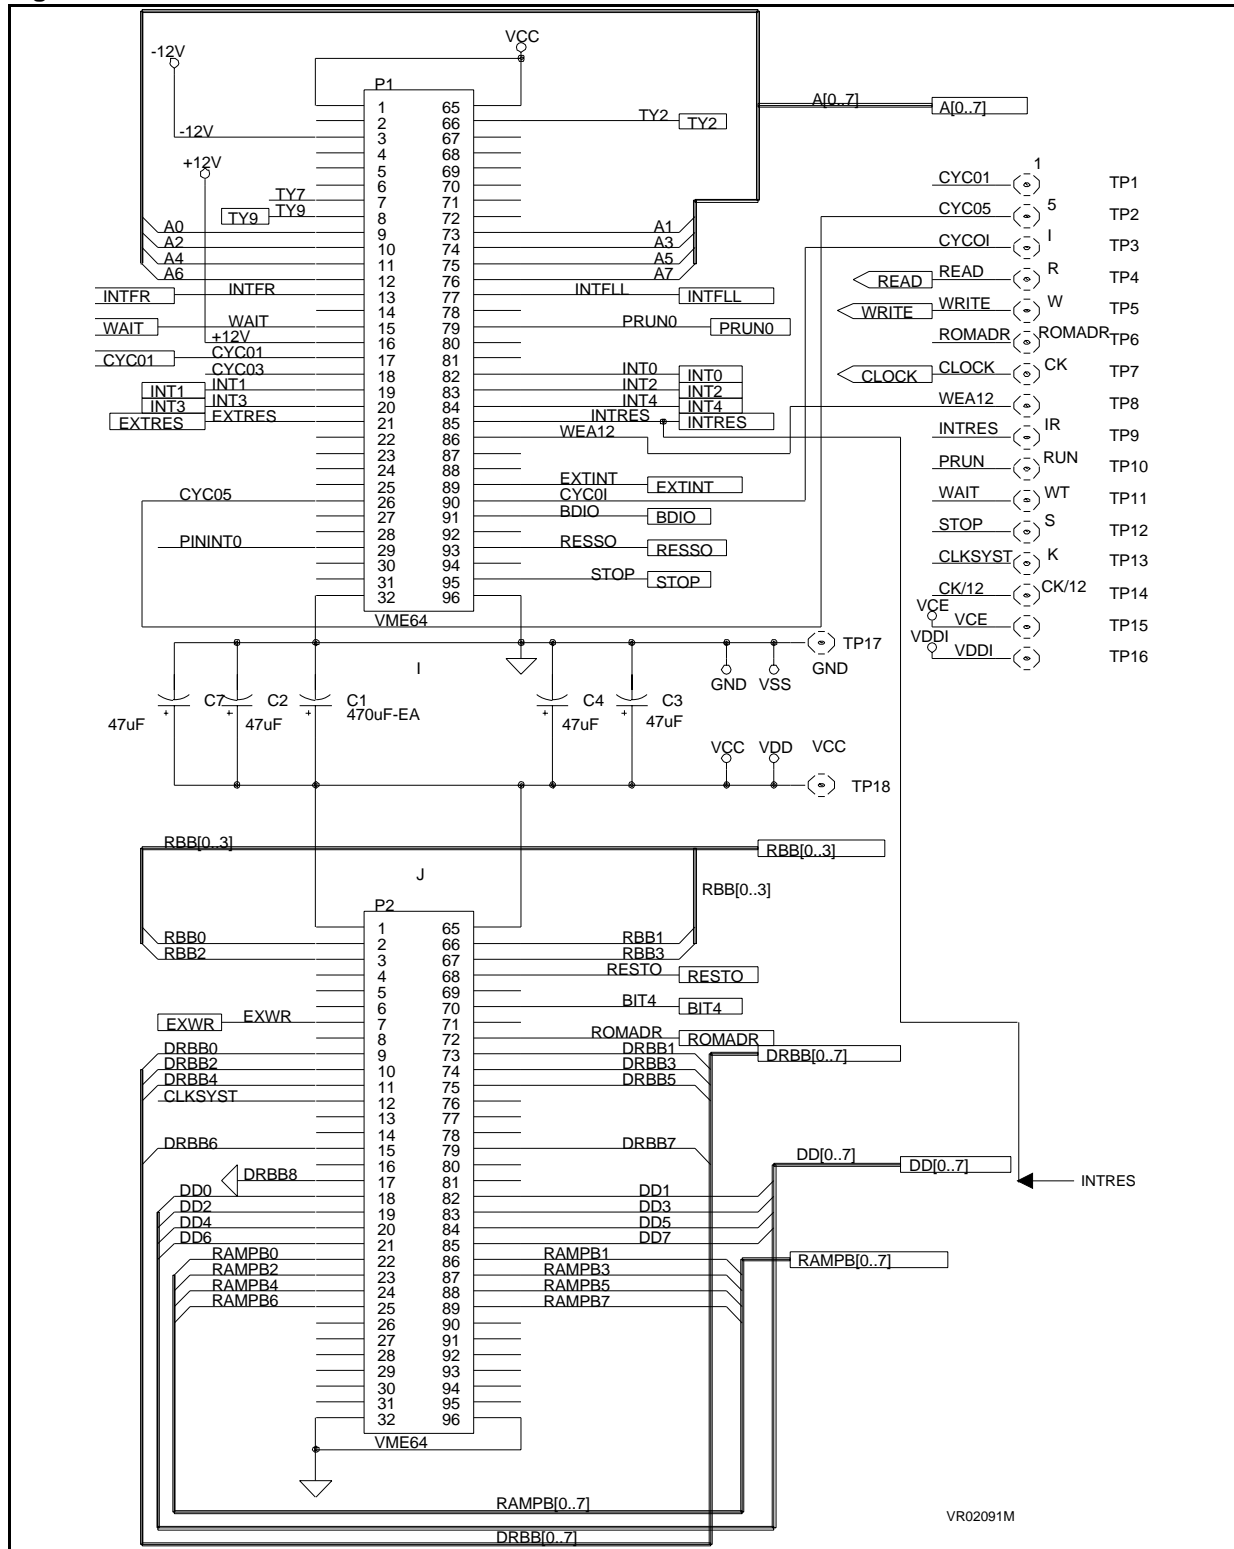 VCC
-12V
P1
A[0..7] A[0..7]
1 65
2 66 TY2 TY2
-12V 3 67
4 68
+12V 5 69
6 70
TY7 7 71
TY9 TY9 8 72
A0 9 73 A1
A2 10 74 A3
A4 11 75 A5
A6 12 76 A7
INTFR INTFR 13 77 INTFLL INTFLL
14 78
WAIT WAIT 15 79 PRUN0 PRUN0
+12V 16 80
CYC01 CYC01 17 81
CYC03 18 82 INT0 INT0
INT1 INT1 19 83 INT2 INT2
INT3 INT3 20 84 INT4 INT4
EXTRES EXTRES 21 85 INTRES INTRES
22 86 WEA12
23 87
24 88
25 89 EXTINT EXTINT
CYC05 26 90 CYC0I
27 91 BDIO BDIO
28 92
PININT0 29 93 RESSO RESSO
30 94
31 95 STOP STOP
32 96
VME64
CYC01 1 TP1
CYC05 5 TP2
CYCOI I TP3
READ READ R TP4
WRITE WRITE W TP5
ROMADR ROMADR TP6
CLOCK CLOCK CK TP7
WEA12 TP8
INTRES IR TP9
PRUN RUN TP10
WAIT WT TP11
STOP S TP12
CLKSYST K TP13
CK/12 CK/12 TP14
VCE VCE TP15
VDDI VDDI TP16
I
TP17
GND
GND VSS
47uF + C7
47uF + C2
C1
470uF-EA +
+ C4
47uF
+ C3
47uF
VCC VDD VCC
TP18
RBB[0..3] RBB[0..3]
J
RBB[0..3]
P2
1 65
RBB0 2 66 RBB1
RBB2 3 67 RBB3
4 68 RESTO RESTO
5 69
6 70 BIT4 BIT4
EXWR EXWR 7 71
8 72 ROMADR ROMADR
DRBB0 9 73 DRBB1 DRBB[0..7]
DRBB2 10 74 DRBB3
DRBB4 11 75 DRBB5
CLKSYST 12 76
13 77
14 78
DRBB6 15 79 DRBB7
16 80
DRBB8 17 81
DD[0..7] DD[0..7]
INTRES
DD0 18 82 DD1
DD2 19 83 DD3
DD4 20 84 DD5
DD6 21 85 DD7
RAMPB0 22 86 RAMPB1
RAMPB[0..7]
RAMPB2 23 87 RAMPB3
RAMPB4 24 88 RAMPB5
RAMPB6 25 89 RAMPB7
26 90
27 91
28 92
29 93
30 94
31 95
32 96
VME64
RAMPB[0..7]
VR02091M
DRBB[0..7]